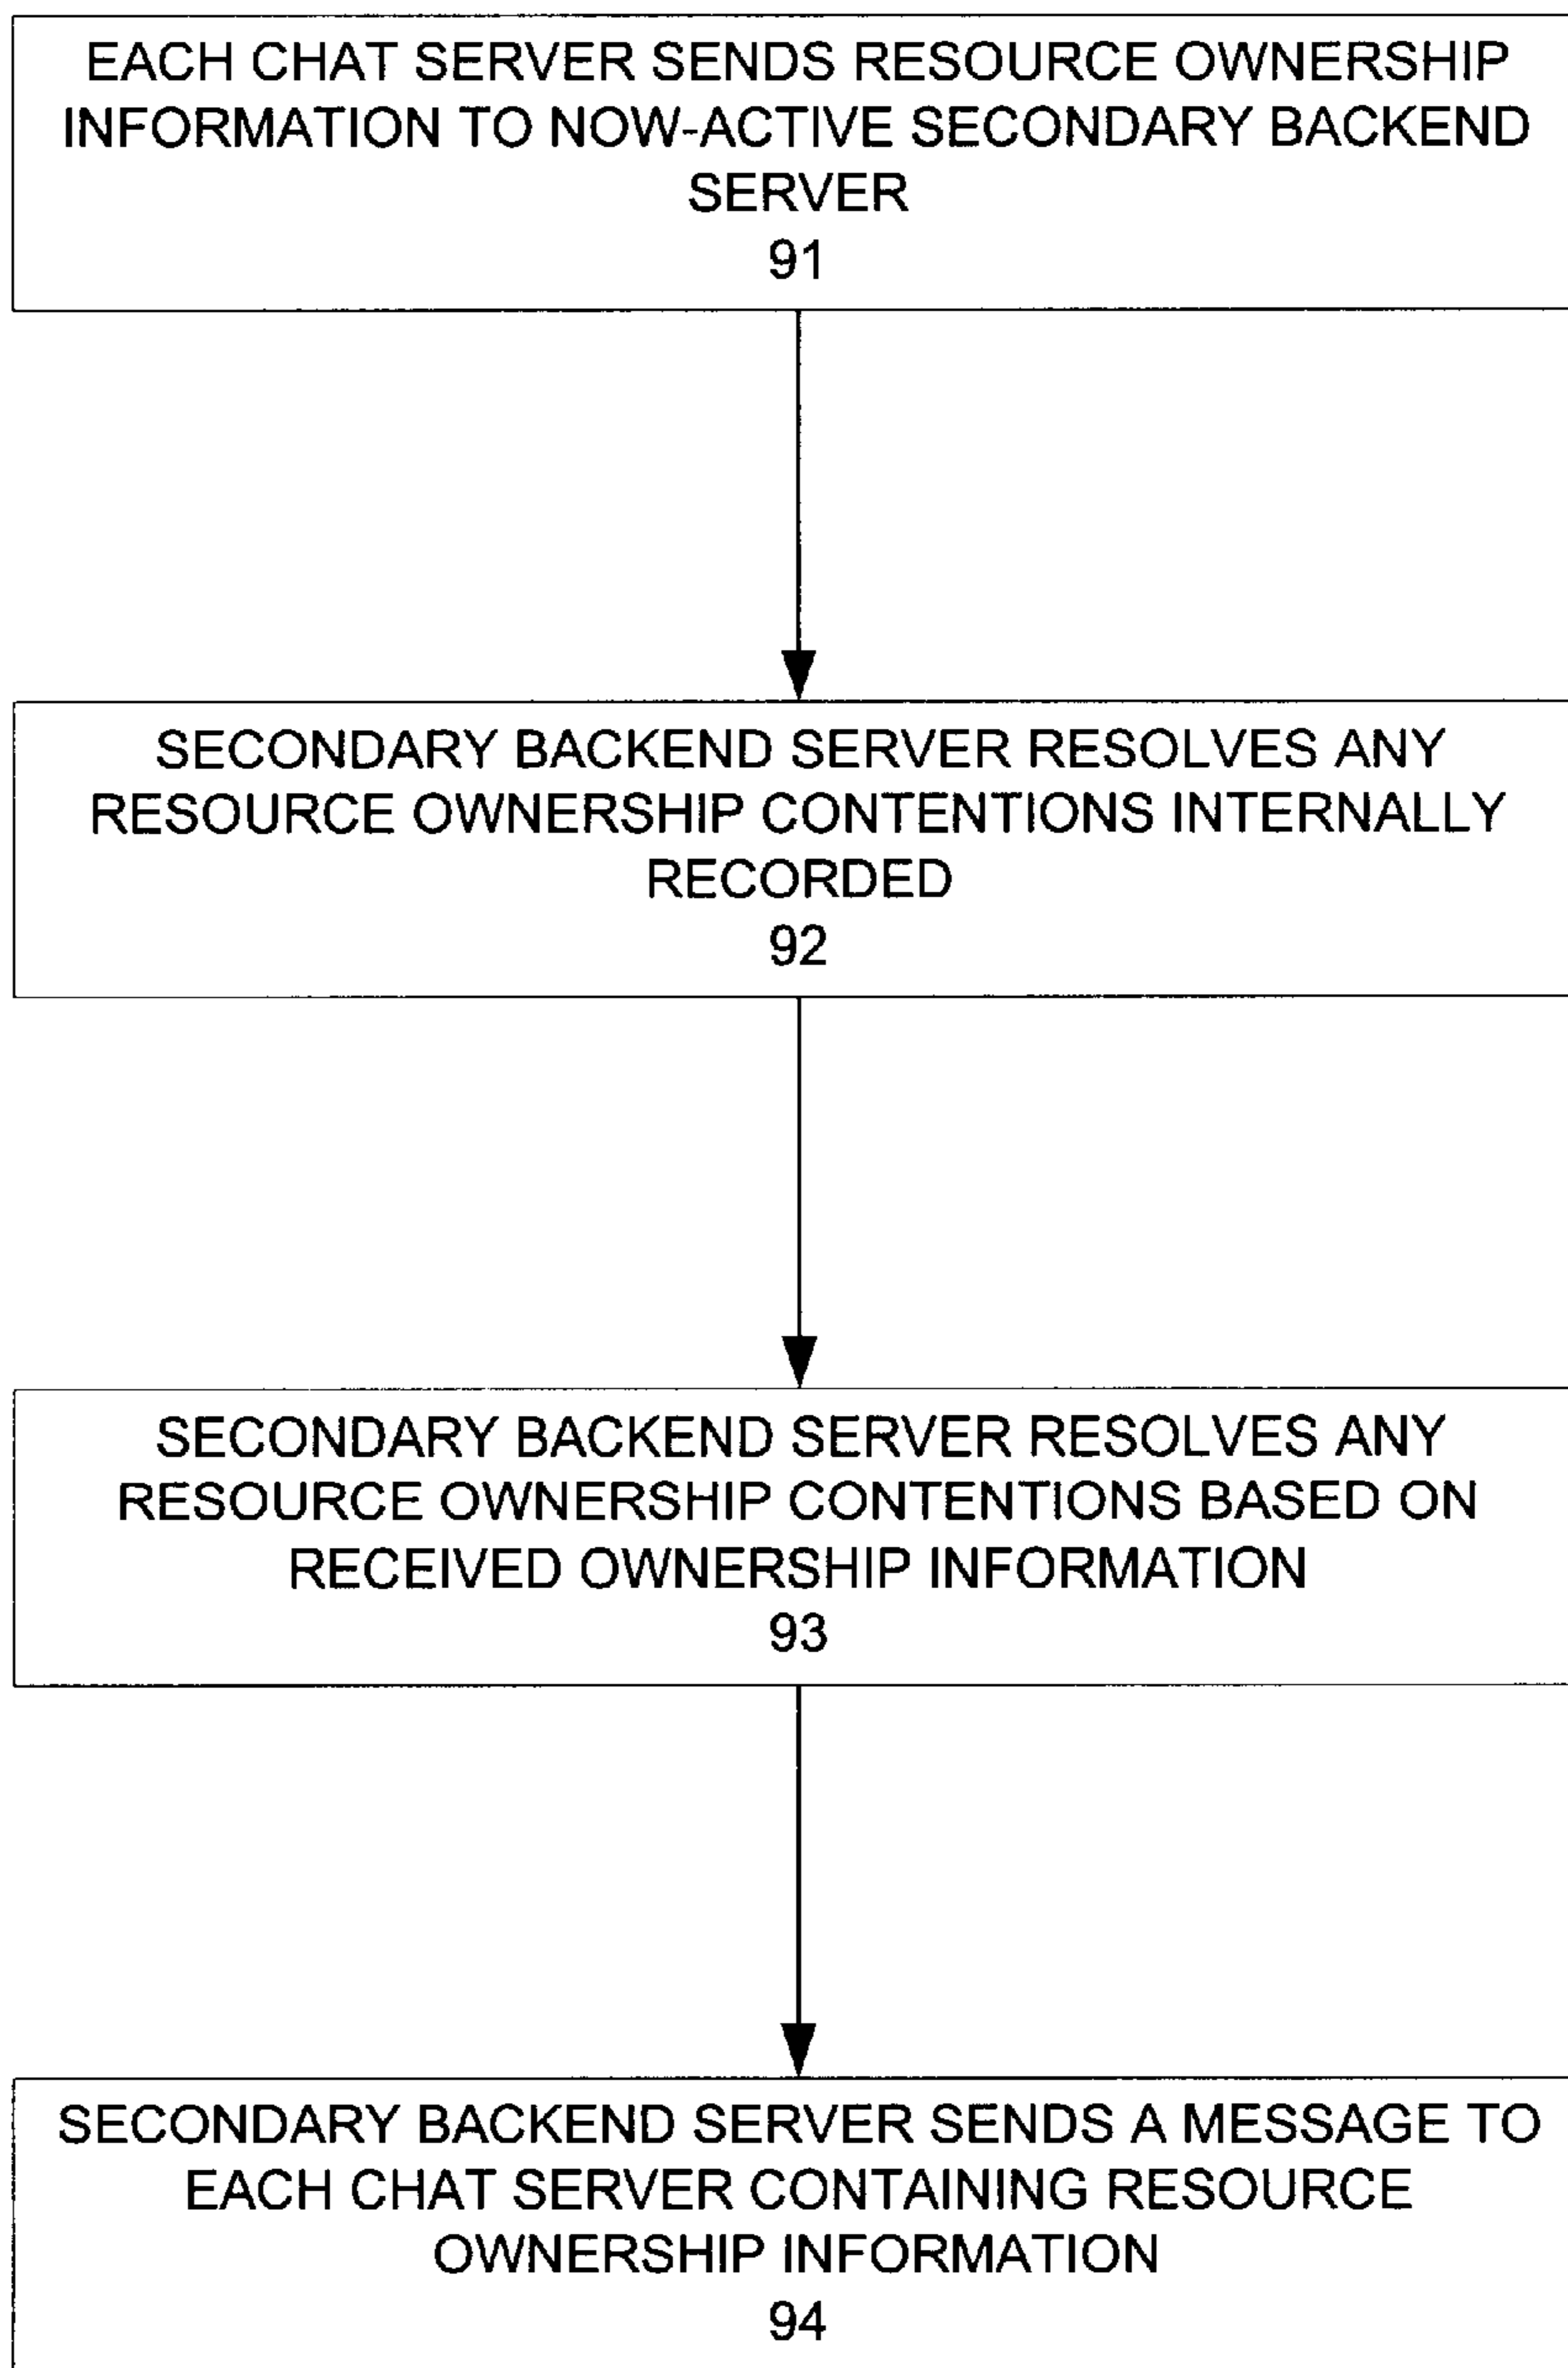 EACH CHAT SERVER SENDS RESOURCE OWNERSHIP
INFORMATION TO NOW-ACTIVE SECONDARY BACKEND
SERVER
91
SECONDARY BACKEND SERVER RESOLVES ANY
RESOURCE OWNERSHIP CONTENTIONS INTERNALLY
RECORDED
92
SECONDARY BACKEND SERVER RESOLVES ANY
RESOURCE OWNERSHIP CONTENTIONS BASED ON
RECEIVED OWNERSHIP INFORMATION
93
SECONDARY BACKEND SERVER SENDS A MESSAGE TO
EACH CHAT SERVER CONTAINING RESOURCE
OWNERSHIP INFORMATION
94